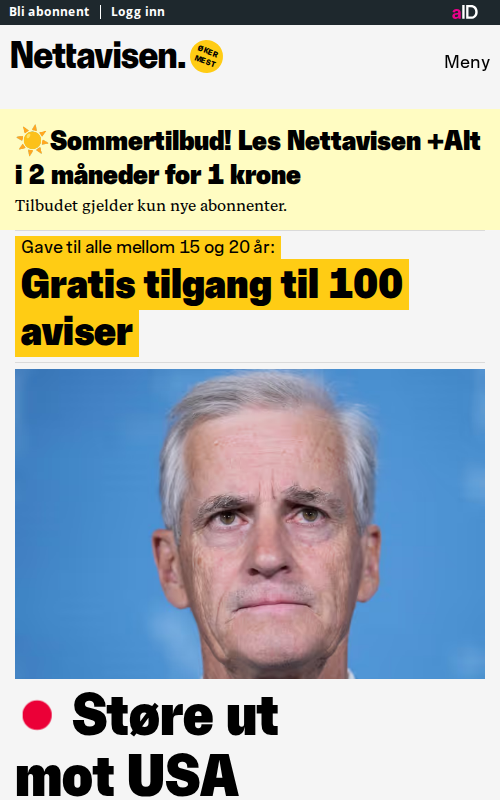 Bli abonnent | Logg inn
aID
Nettavisen.
ØKER
MEST
Meny
☀️Sommertilbud! Les Nettavisen +Alt
i 2 måneder for 1 krone
Tilbudet gjelder kun nye abonnenter.
Gave til alle mellom 15 og 20 år:
Gratis tilgang til 100
aviser
Støre ut
mot USA